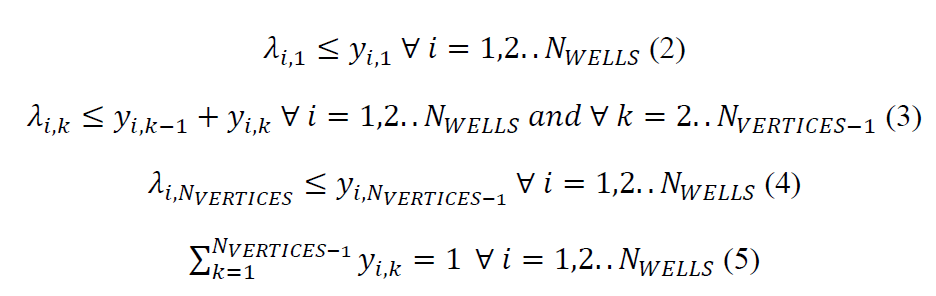 λ_{i,1} ≤ y_{i,1} ∀ i = 1,2..N_{WELLS} (2)
λ_{i,k} ≤ y_{i,k−1} + y_{i,k} ∀ i = 1,2..N_{WELLS} and ∀ k = 2..N_{VERTICES−1} (3)
λ_{i,N_{VERTICES}} ≤ y_{i,N_{VERTICES−1}} ∀ i = 1,2..N_{WELLS} (4)
∑_{k=1}^{N_{VERTICES−1}} y_{i,k} = 1 ∀ i = 1,2..N_{WELLS} (5)